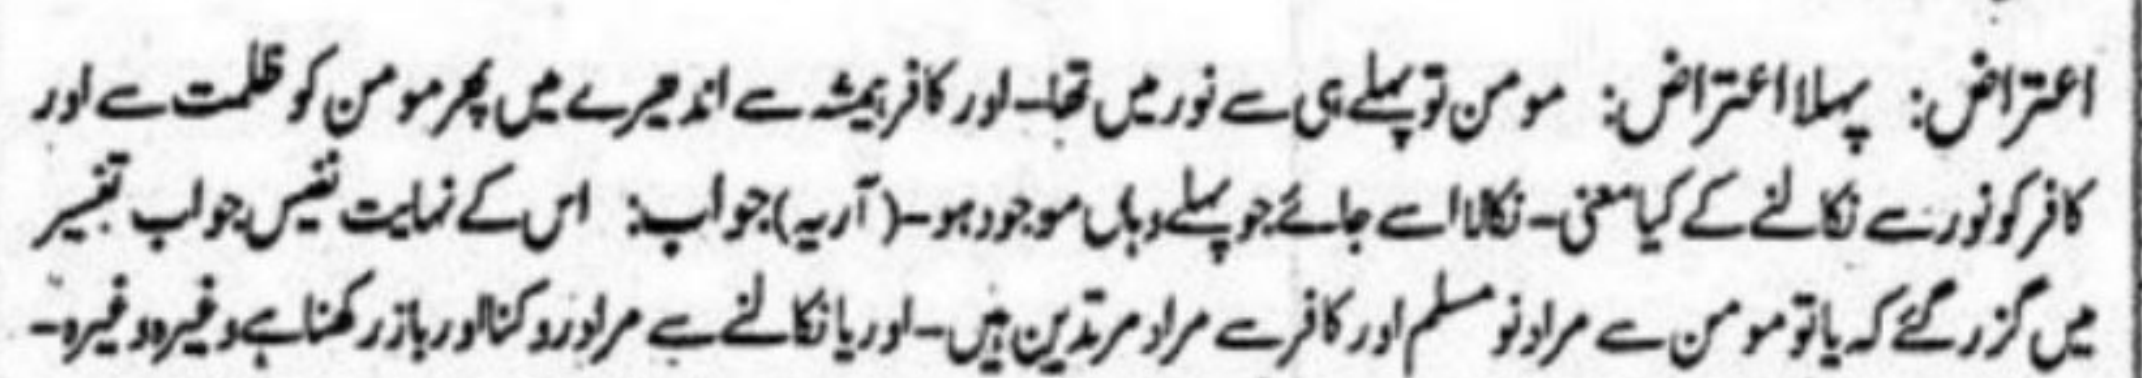 اعتراض: پہلا اعتراض: مومن تو پہلے ہی سے نور میں تھا۔ اور کافر ہمیشہ سے اندھیرے میں پھر مومن کو ظلمت سے اور
کافر کو نور سے نکالنے کے کیا معنی۔ نکالا اسے جائے جو پہلے وہاں موجود ہو۔ (آریہ) جواب: اس کے نہایت نفیس جواب تفسیر
میں گزر گئے کہ یا تو مومن سے مراد نو مسلم اور کافر سے مراد مرتدین ہیں۔ اور یا نکالنے سے مراد روکنا اور باز رکھنا ہے وغیرہ وغیرہ۔